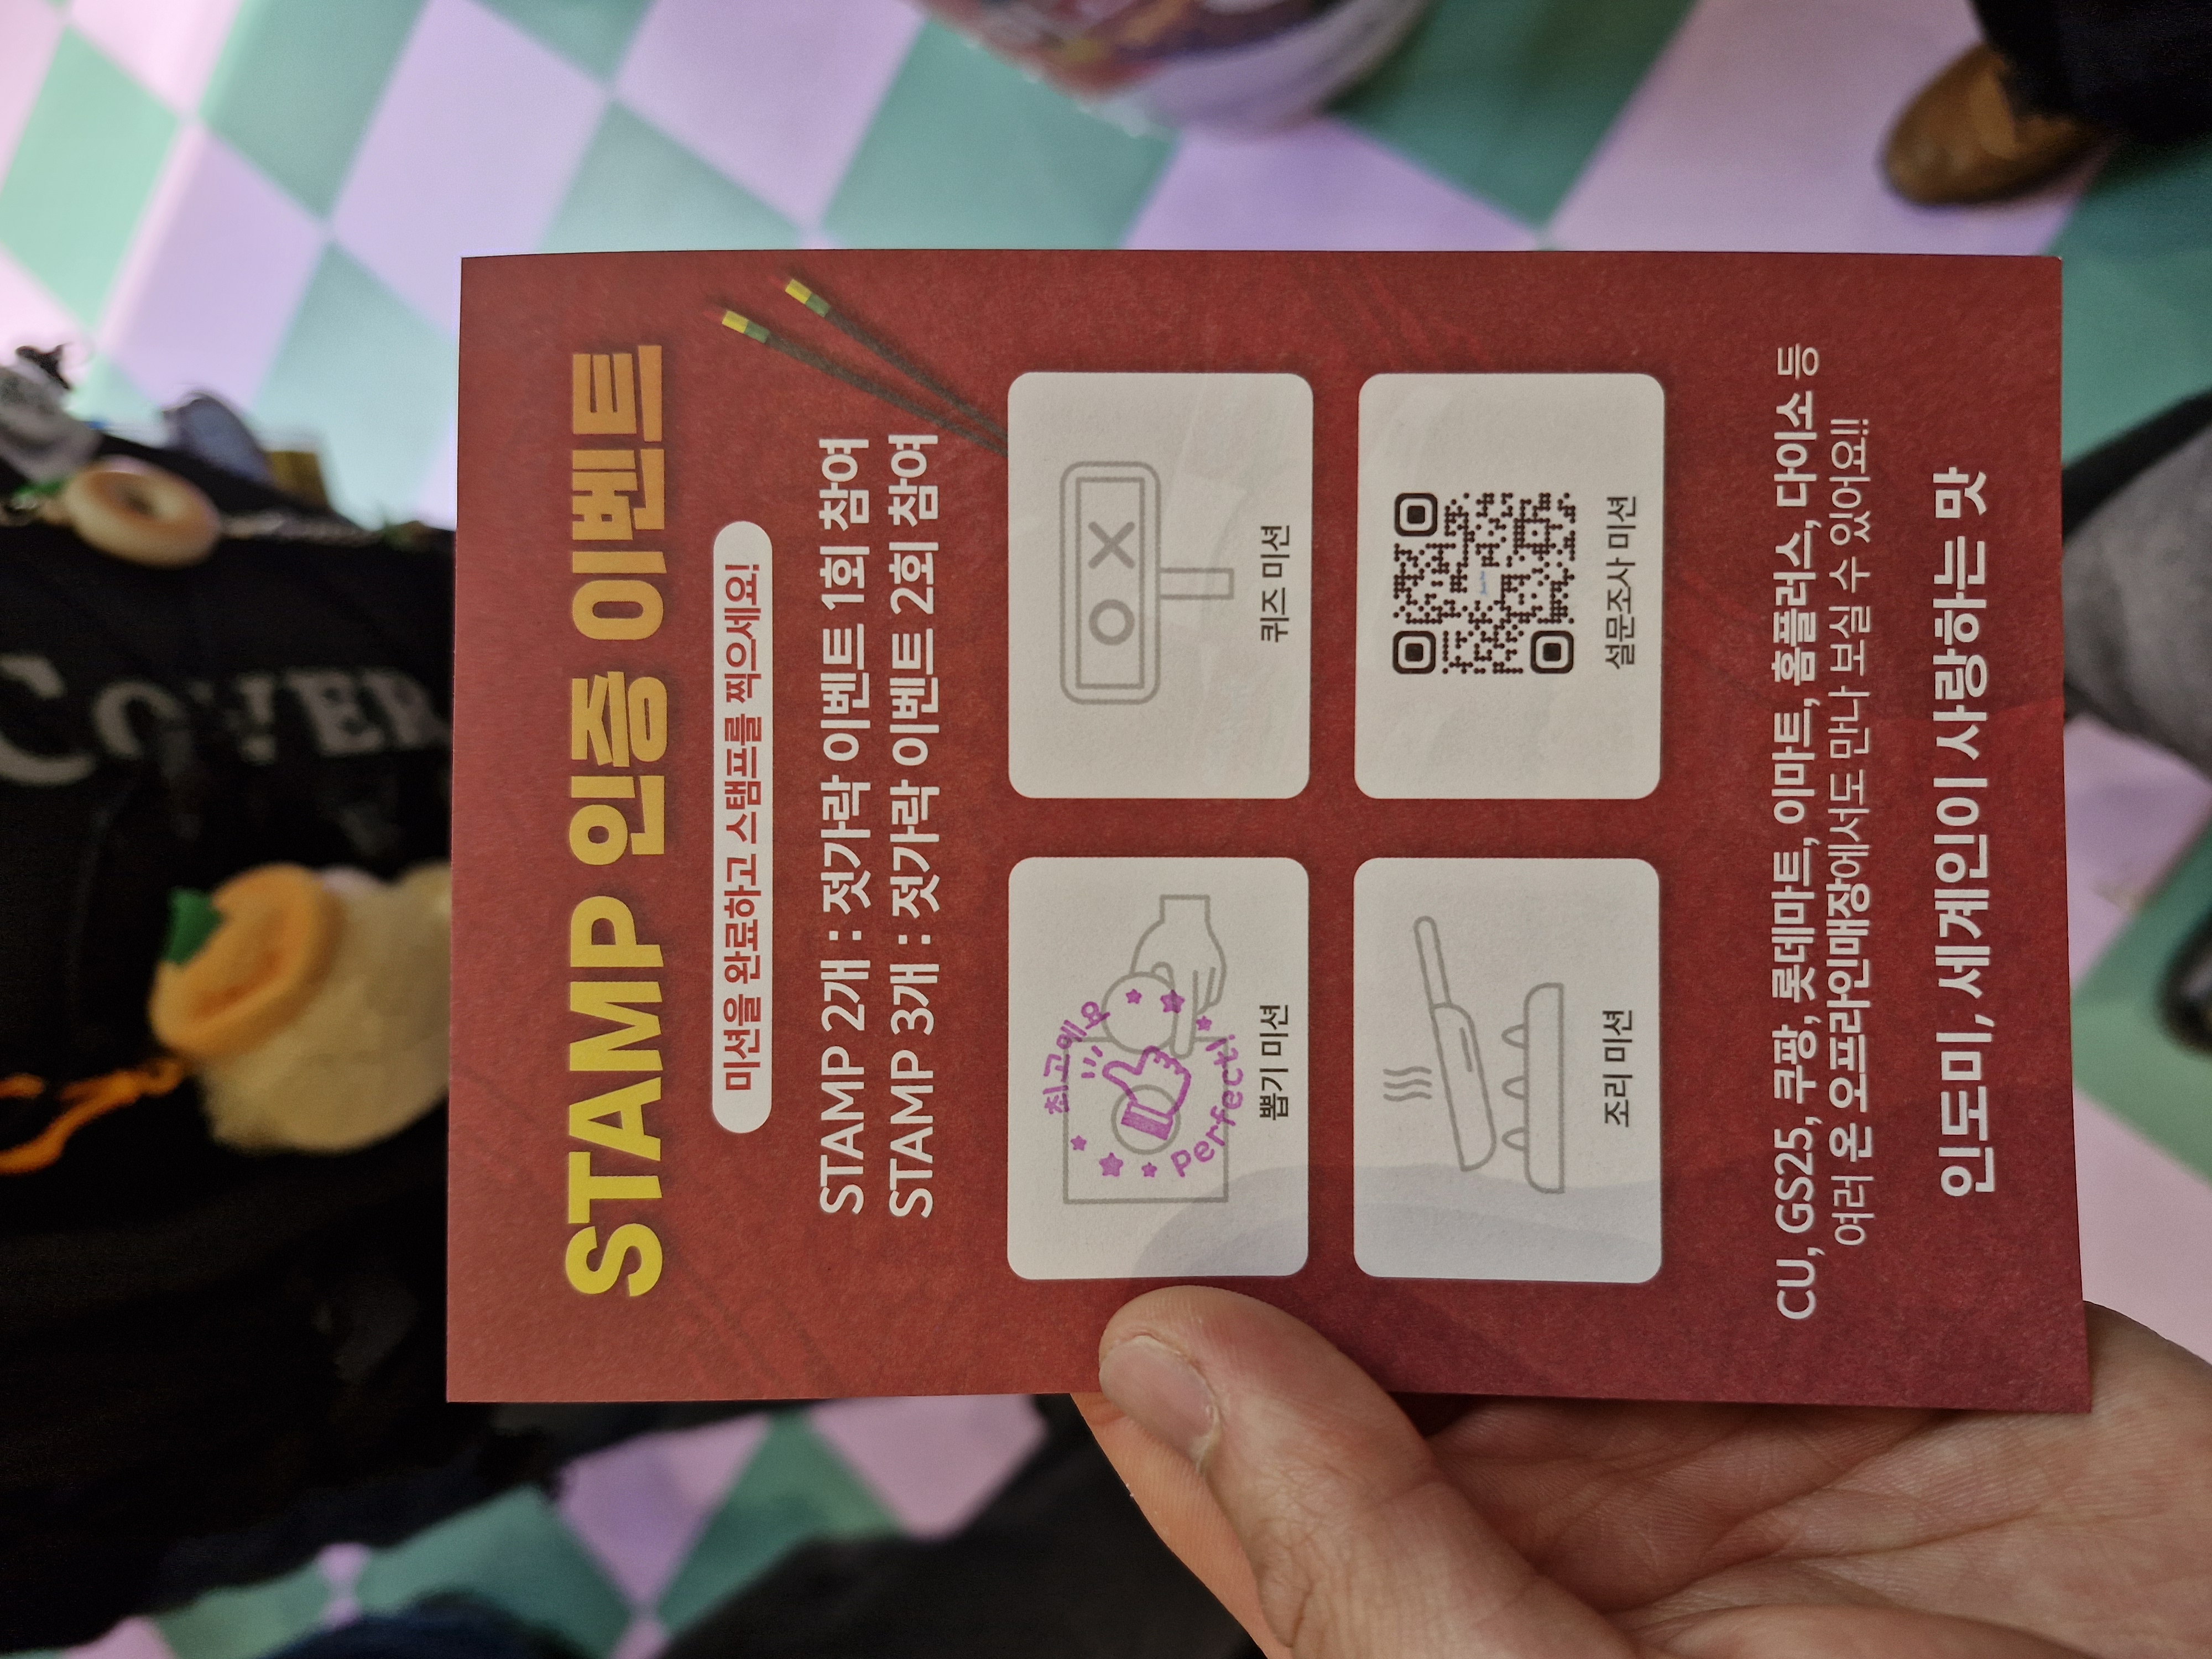 STAMP 인증 이벤트
미션을 완료하고 스탬프를 찍으세요!
STAMP 2개 : 젓가락 이벤트 1회 참여
STAMP 3개 : 젓가락 이벤트 2회 참여
최고예요
Perfect!
뽑기 미션
O X
퀴즈 미션
조리 미션
설문조사 미션
CU, GS25, 쿠팡, 롯데마트, 이마트, 홈플러스, 다이소 등
여러 온 오프라인매장에서도 만나 보실 수 있어요!!
인도미, 세계인이 사랑하는 맛
COVER